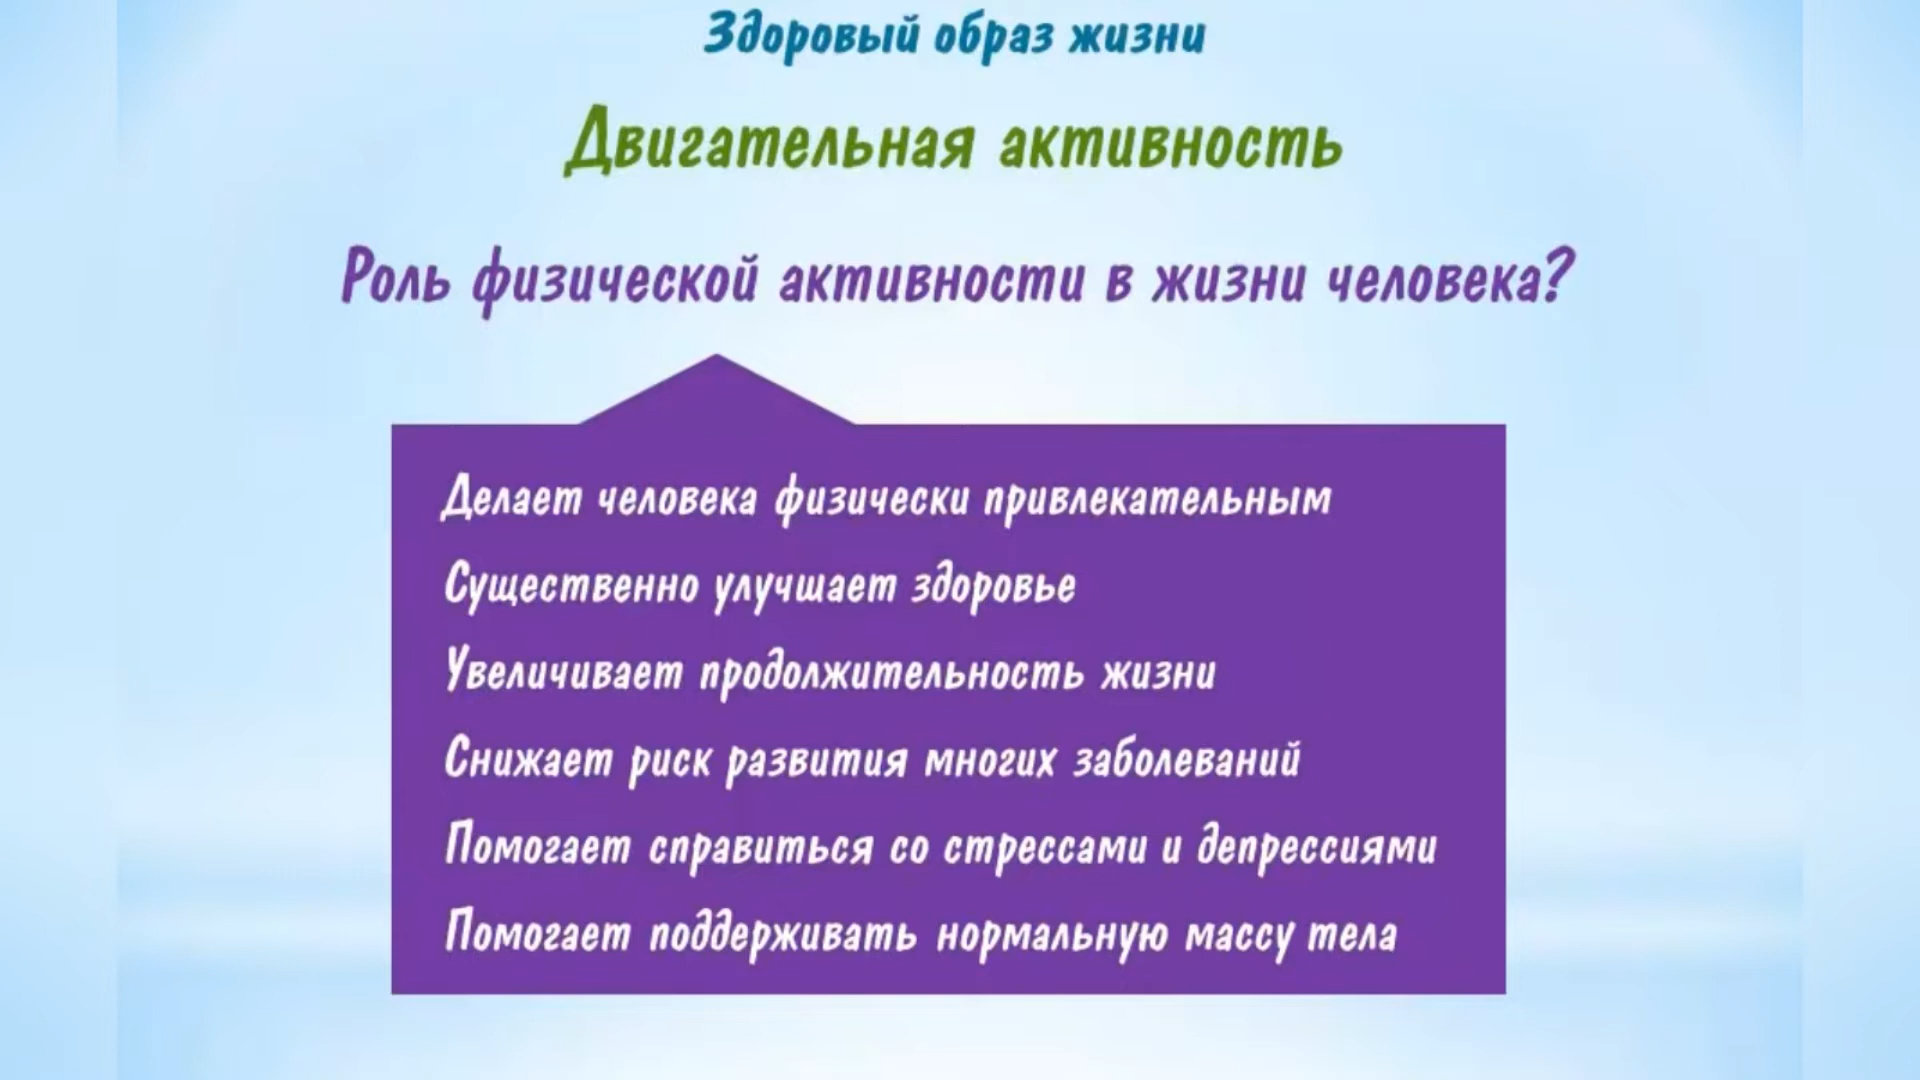 Здоровый образ жизни
Двигательная активность
Роль физической активности в жизни человека?
Делает человека физически привлекательным
Существенно улучшает здоровье
Увеличивает продолжительность жизни
Снижает риск развития многих заболеваний
Помогает справиться со стрессами и депрессиями
Помогает поддерживать нормальную массу тела